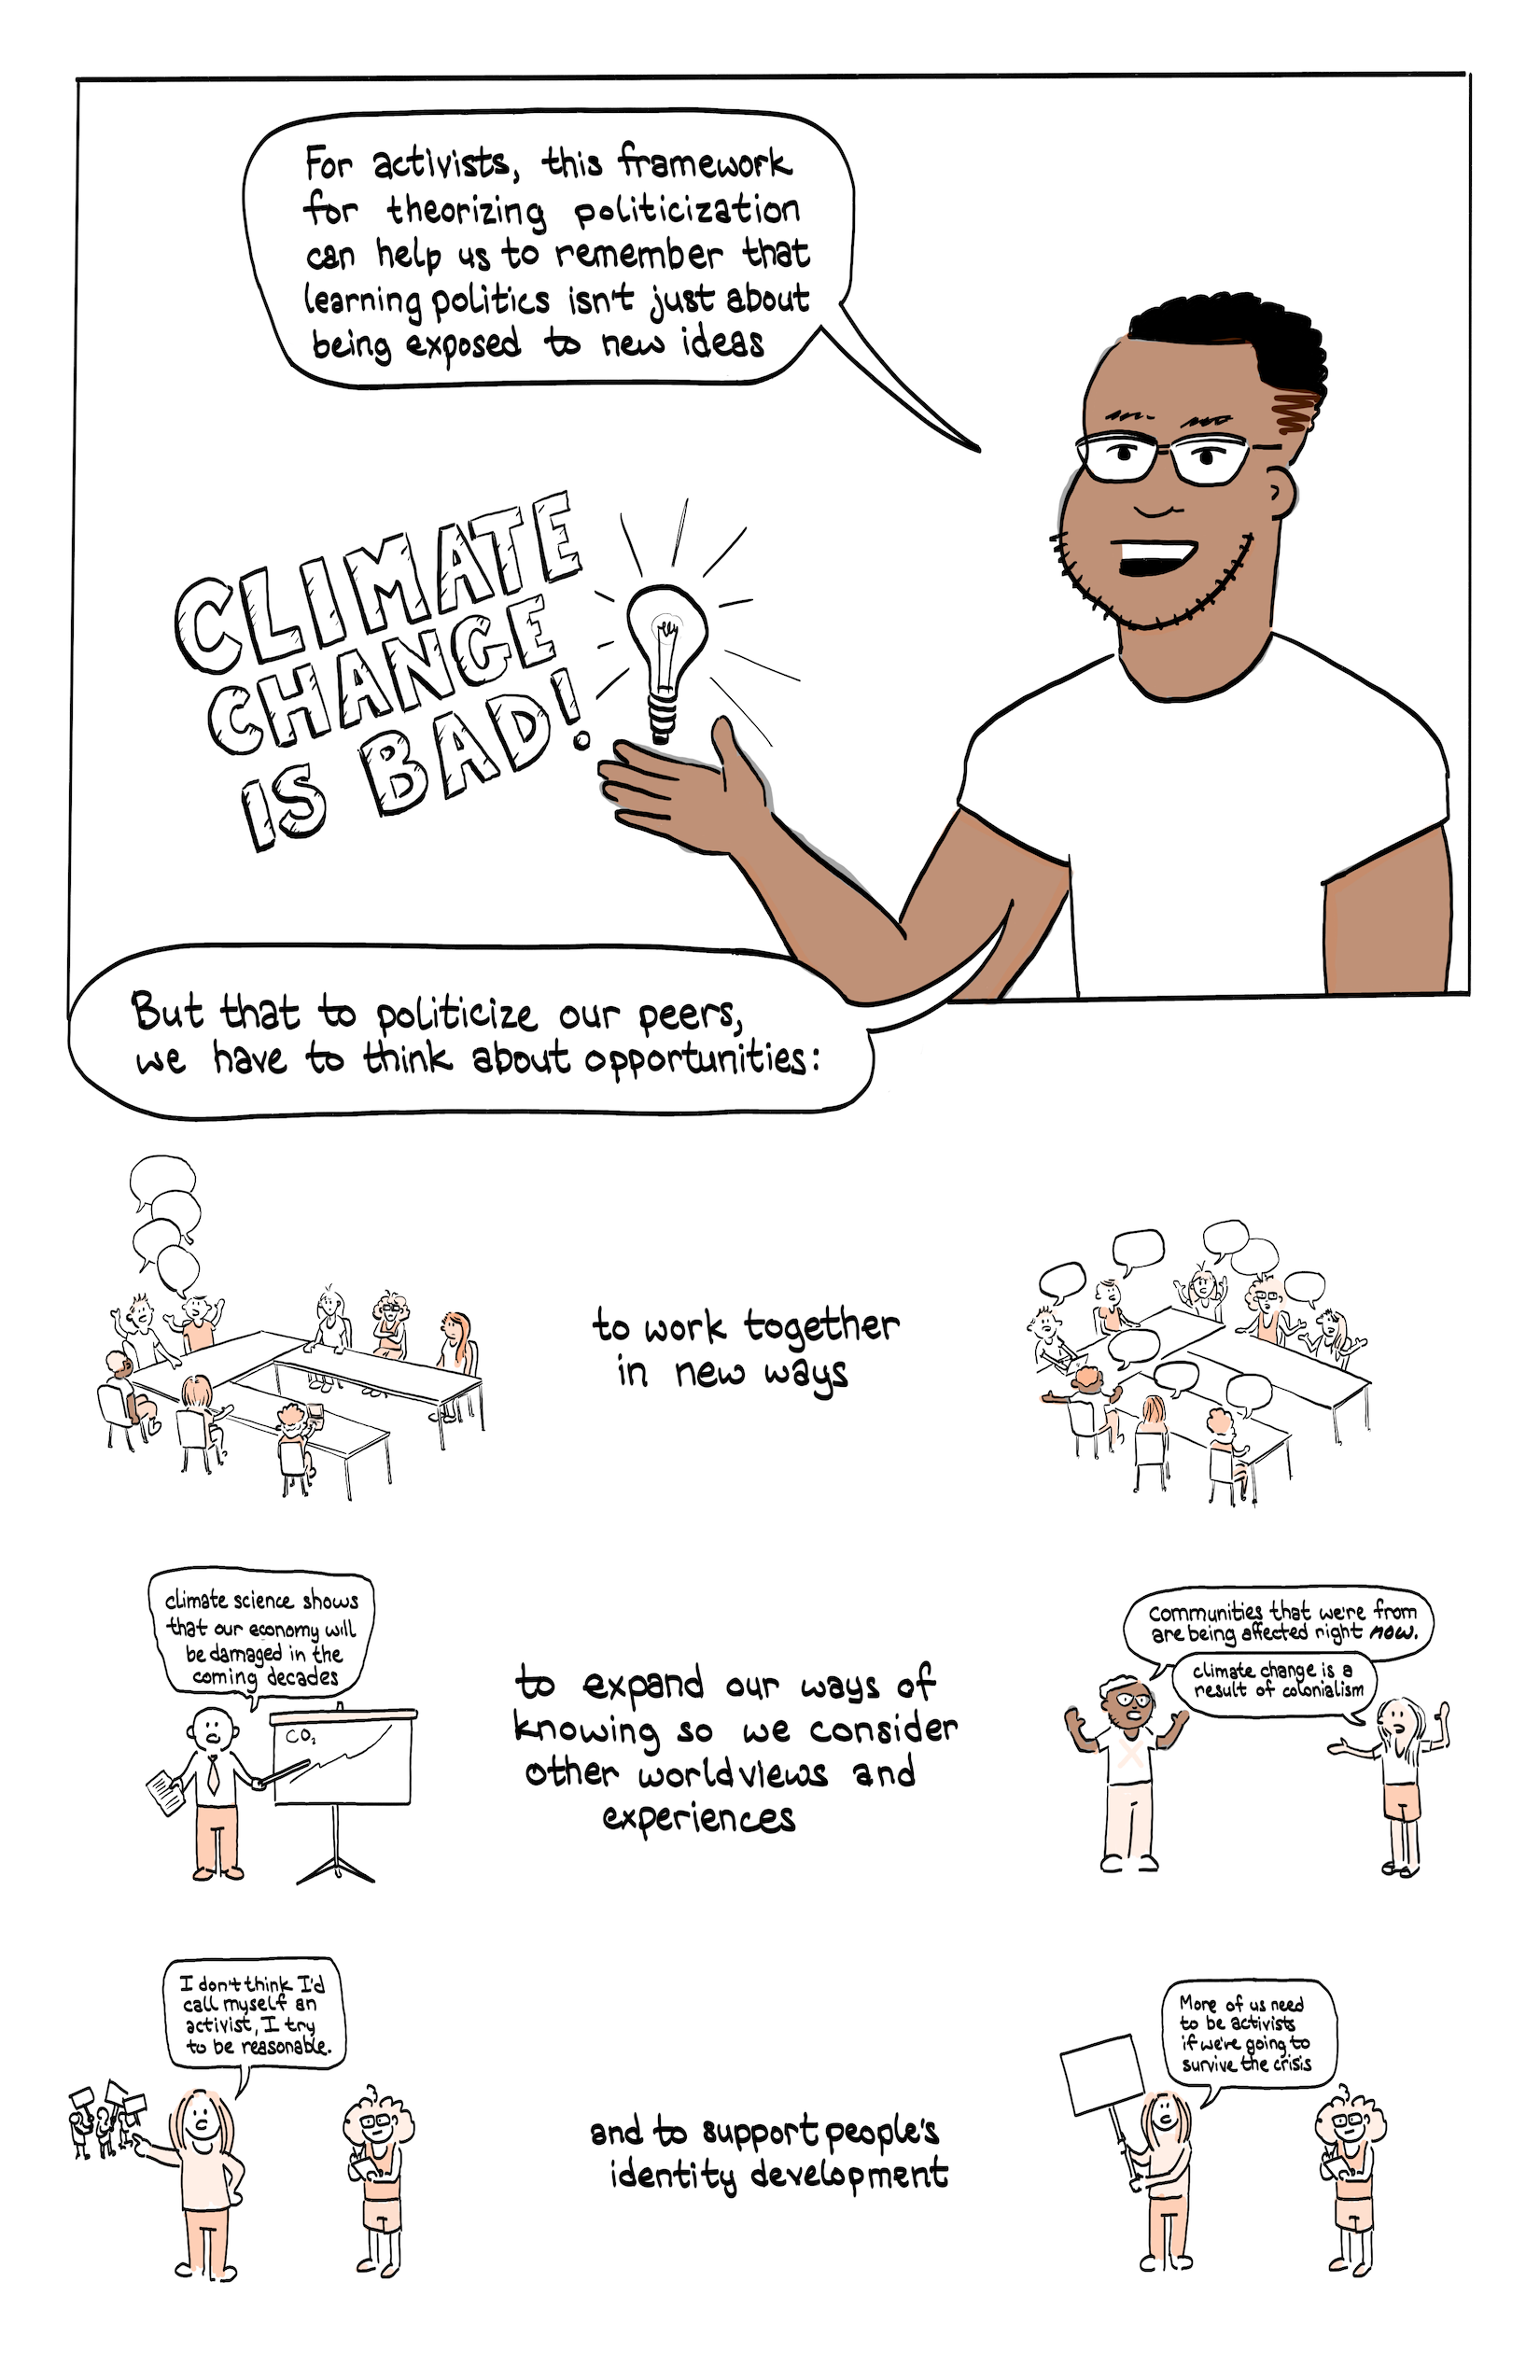 For activists, this framework
for theorizing politicization
can help us to remember that
learning politics isn't just about
being exposed to new ideas
CLIMATE
CHANGE
IS BAD!
But that to politicize our peers,
we have to think about opportunities:
to work together
in new ways
climate science shows
that our economy will
be damaged in the
coming decades
CO₂
to expand our ways of
knowing so we consider
other worldviews and
experiences
communities that we're from
are being affected right now.
climate change is a
result of colonialism
I don't think I'd
call myself an
activist, I try
to be reasonable.
and to support people's
identity development
More of us need
to be activists
if we're going to
survive the crisis